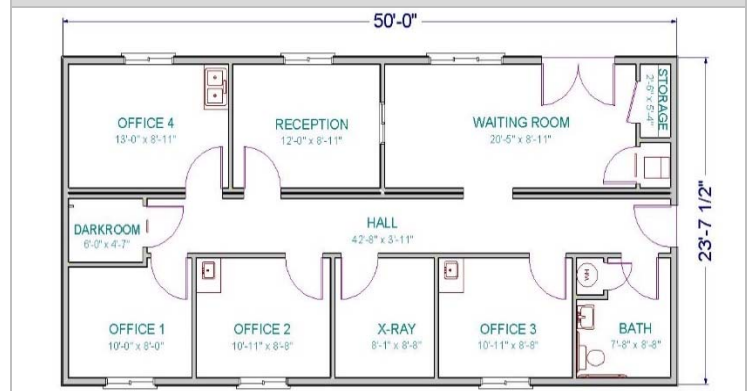 50'-0"
OFFICE 4
13'-0" x 8'-11"
RECEPTION
12'-0" x 8'-11"
WAITING ROOM
20'-5" x 8'-11"
STORAGE
2'-6" x 5'-4"
DARKROOM
6'-0" x 4'-7"
HALL
42'-8" x 3'-11"
23'-7 1/2"
OFFICE 1
10'-0" x 8'-0"
OFFICE 2
10'-11" x 8'-8"
X-RAY
8'-1" x 8'-8"
OFFICE 3
10'-11" x 8'-8"
BATH
7'-8" x 8'-8"